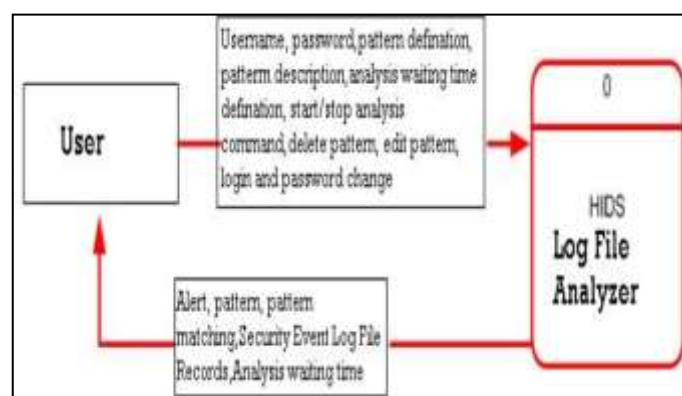 User
Username, password,pattern defination,
pattern description,analysis waiting time
defination, start/stop analysis
command,delete pattern, edit pattern,
login and password change
0
HIDS
Log File
Analyzer
Alert, pattern, pattern
matching,Security Event Log File
Records,Analysis waiting time